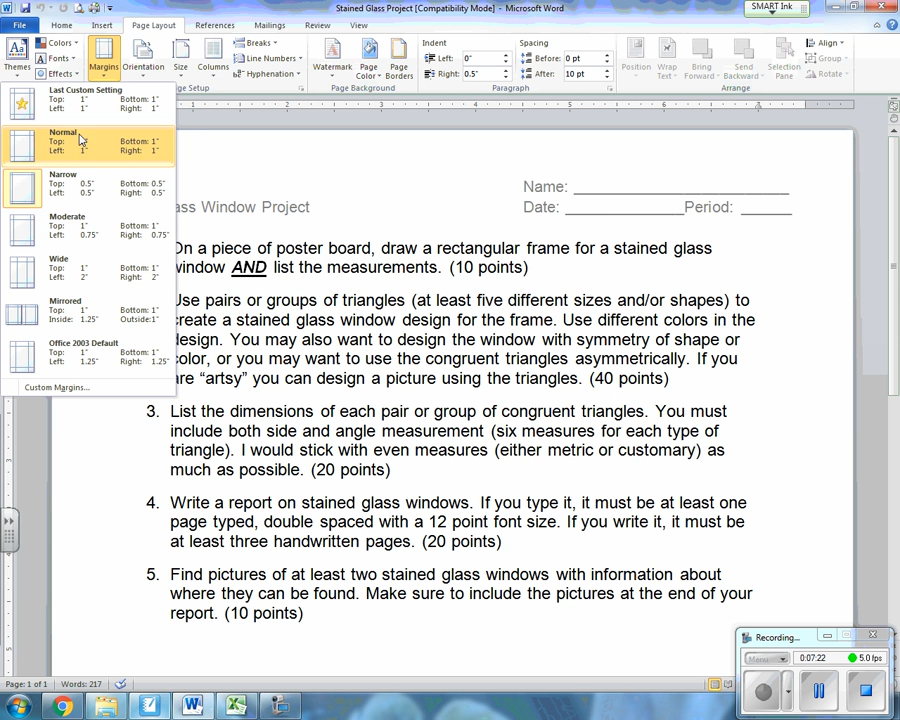 Stained Glass Project [Compatibility Mode] - Microsoft Word
SMART Ink
File Home Insert Page Layout References Mailings Review View
Themes
Colors
Fonts
Effects
Margins
Orientation
Size
Columns
Breaks
Line Numbers
Hyphenation
Watermark
Page Color
Page Borders
Indent
Left: 0"
Right: 0.5"
Spacing
Before: 0 pt
After: 10 pt
Position
Wrap Text
Bring Forward
Send Backward
Selection Pane
Align
Group
Rotate
Setup
Page Background
Paragraph
Arrange
Last Custom Setting
Top: 1" Bottom: 1"
Left: 1" Right: 1"
Normal
Top: Bottom: 1"
Left: 1" Right: 1"
Narrow
Top: 0.5" Bottom: 0.5"
Left: 0.5" Right: 0.5"
Moderate
Top: 1" Bottom: 1"
Left: 0.75" Right: 0.75"
Wide
Top: 1" Bottom: 1"
Left: 2" Right: 2"
Mirrored
Top: 1" Bottom: 1"
Inside: 1.25" Outside: 1"
Office 2003 Default
Top: 1" Bottom: 1"
Left: 1.25" Right: 1.25"
Custom Margins...
Name: ____________________
ass Window Project Date: ___________Period: _____
On a piece of poster board, draw a rectangular frame for a stained glass
window AND list the measurements. (10 points)
Use pairs or groups of triangles (at least five different sizes and/or shapes) to
create a stained glass window design for the frame. Use different colors in the
design. You may also want to design the window with symmetry of shape or
color, or you may want to use the congruent triangles asymmetrically. If you
are “artsy” you can design a picture using the triangles. (40 points)
3. List the dimensions of each pair or group of congruent triangles. You must
include both side and angle measurement (six measures for each type of
triangle). I would stick with even measures (either metric or customary) as
much as possible. (20 points)
4. Write a report on stained glass windows. If you type it, it must be at least one
page typed, double spaced with a 12 point font size. If you write it, it must be
at least three handwritten pages. (20 points)
5. Find pictures of at least two stained glass windows with information about
where they can be found. Make sure to include the pictures at the end of your
report. (10 points)
Recording...
Menu 0:07:22 5.0 fps
Page: 1 of 1 Words: 217